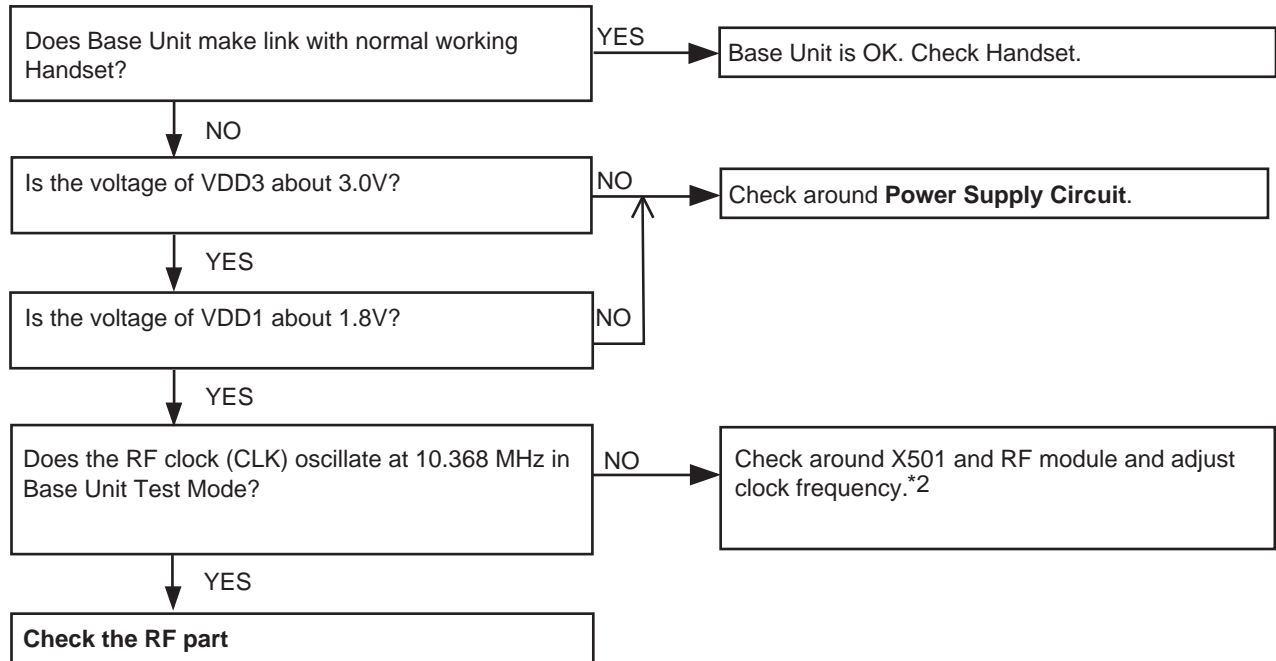 Does Base Unit make link with normal working
Handset?
YES
Base Unit is OK. Check Handset.
NO
Is the voltage of VDD3 about 3.0V?
NO
Check around Power Supply Circuit.
YES
Is the voltage of VDD1 about 1.8V?
NO
YES
Does the RF clock (CLK) oscillate at 10.368 MHz in
Base Unit Test Mode?
NO
Check around X501 and RF module and adjust
clock frequency.*2
YES
Check the RF part